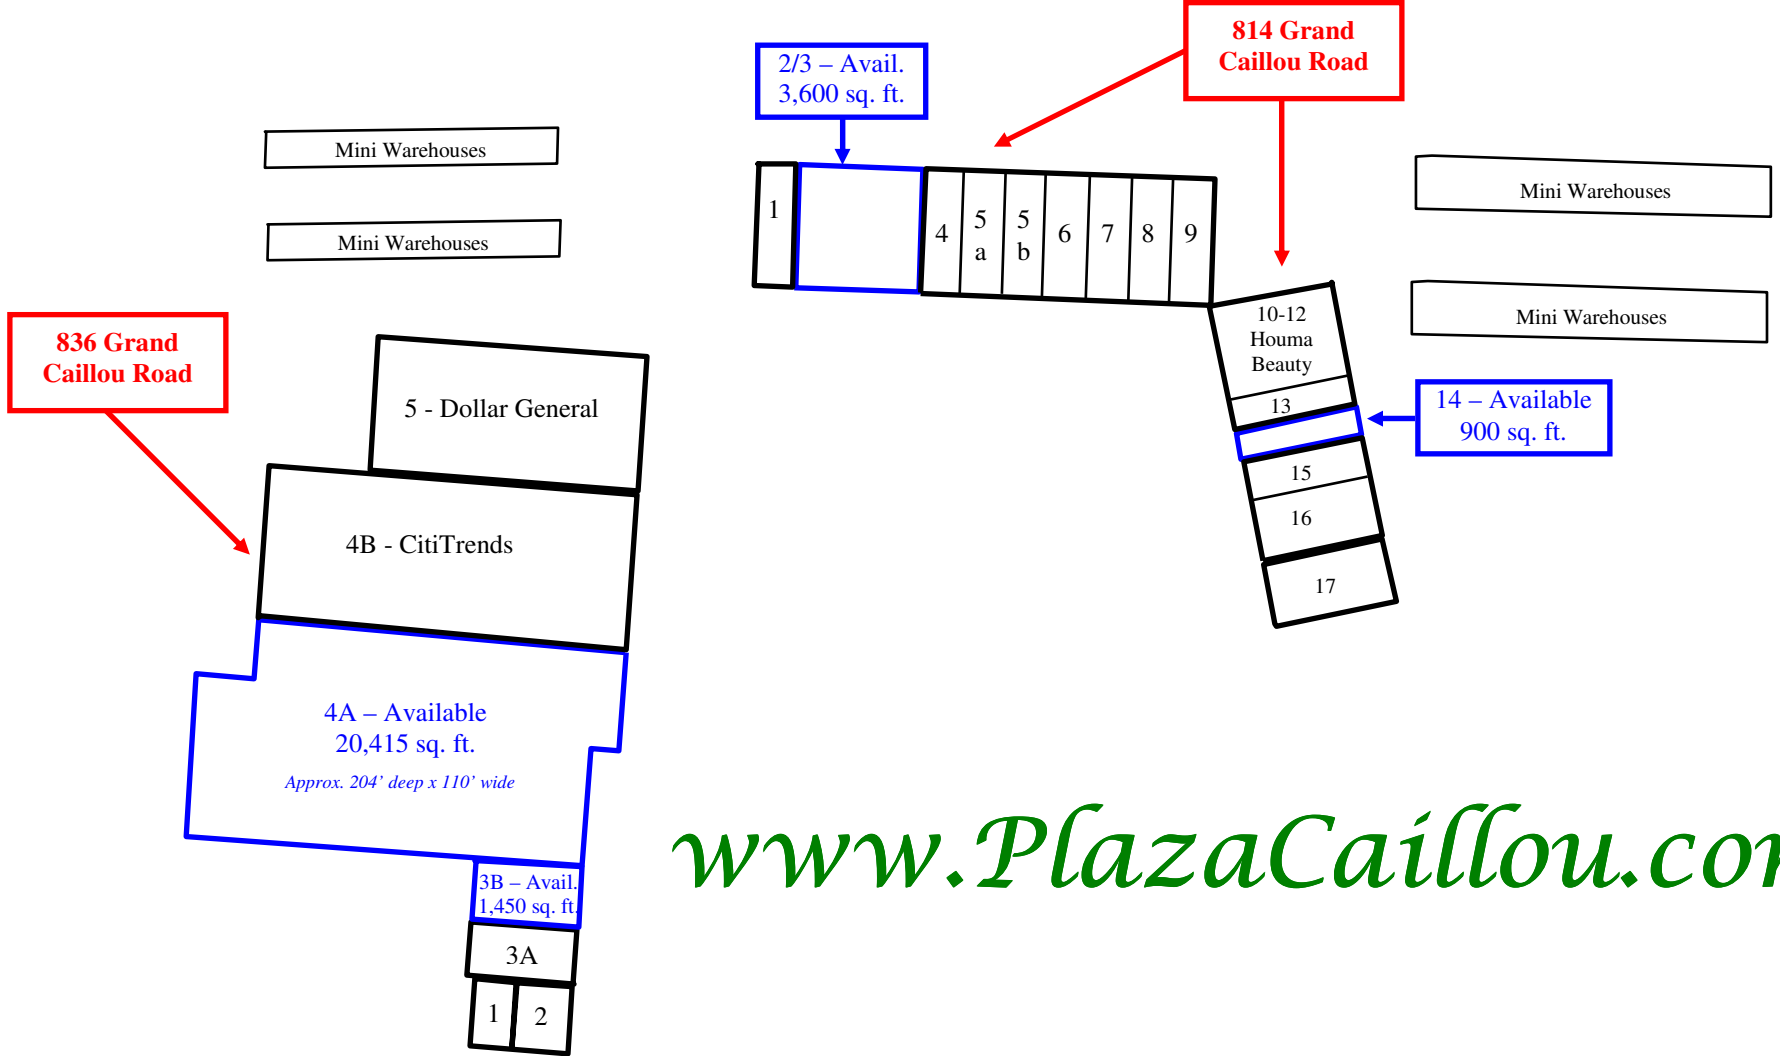 814 Grand
Caillou Road
2/3 – Avail.
3,600 sq. ft.
Mini Warehouses
Mini Warehouses
Mini Warehouses
Mini Warehouses
1
4
5
a
5
b
6
7
8
9
10-12
Houma
Beauty
13
14 – Available
900 sq. ft.
15
16
17
836 Grand
Caillou Road
5 - Dollar General
4B - CitiTrends
4A – Available
20,415 sq. ft.
Approx. 204’ deep x 110’ wide
3B – Avail.
1,450 sq. ft.
3A
1
2
www.PlazaCaillou.com